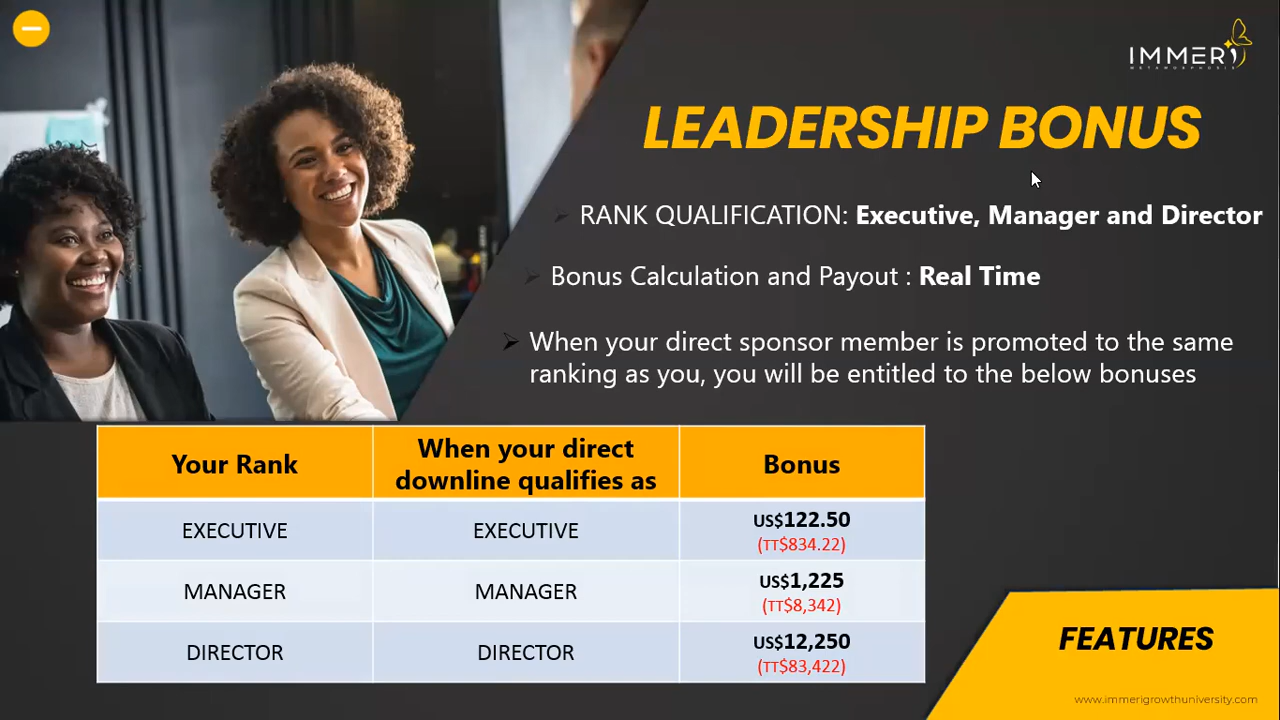 IMMERI
METAMORPHOSIS
LEADERSHIP BONUS
RANK QUALIFICATION: Executive, Manager and Director
Bonus Calculation and Payout : Real Time
When your direct sponsor member is promoted to the same
ranking as you, you will be entitled to the below bonuses
Your Rank
When your direct
downline qualifies as
Bonus
EXECUTIVE
EXECUTIVE
US$122.50
(TT$834.22)
MANAGER
MANAGER
US$1,225
(TT$8,342)
DIRECTOR
DIRECTOR
US$12,250
(TT$83,422)
FEATURES
www.immerigrowthuniversity.com